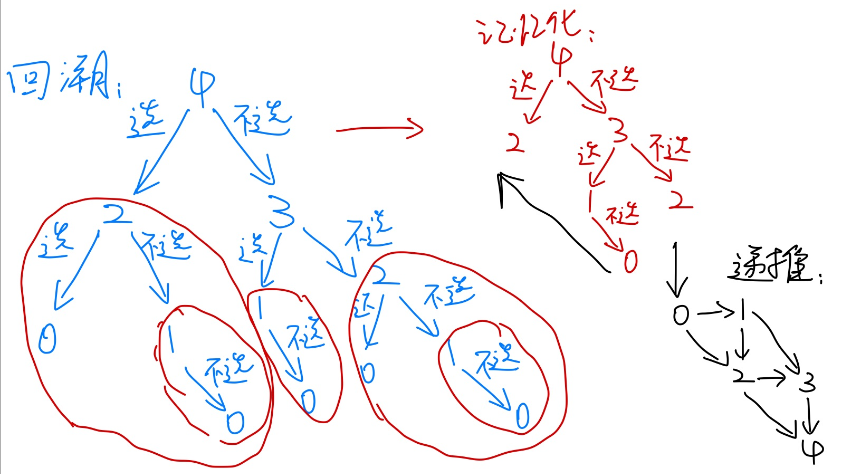 回溯:
4
选 不选
2 3
选 不选 选 不选
0 1 1 2
不选 不选 选 不选
0 0 0 1
不选
0
记忆化:
4
选 不选
2 3
选 不选
1 2
不选
0
递推:
0 1
2 3
4